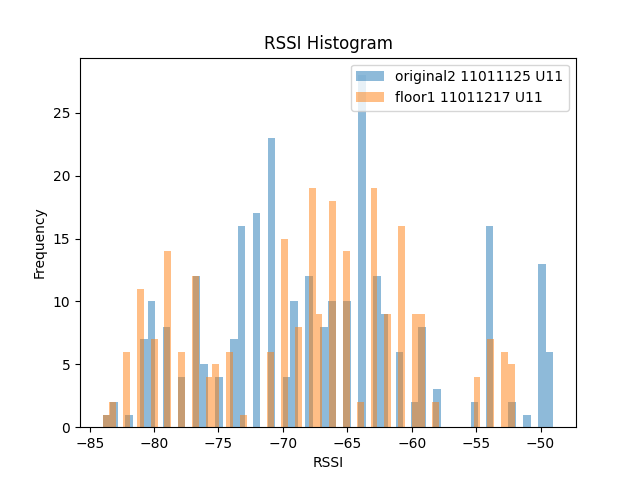 RSSI Histogram
original2 11011125 U11
floor1 11011217 U11
Frequency
25
20
15
10
5
0
−85 −80 −75 −70 −65 −60 −55 −50
RSSI